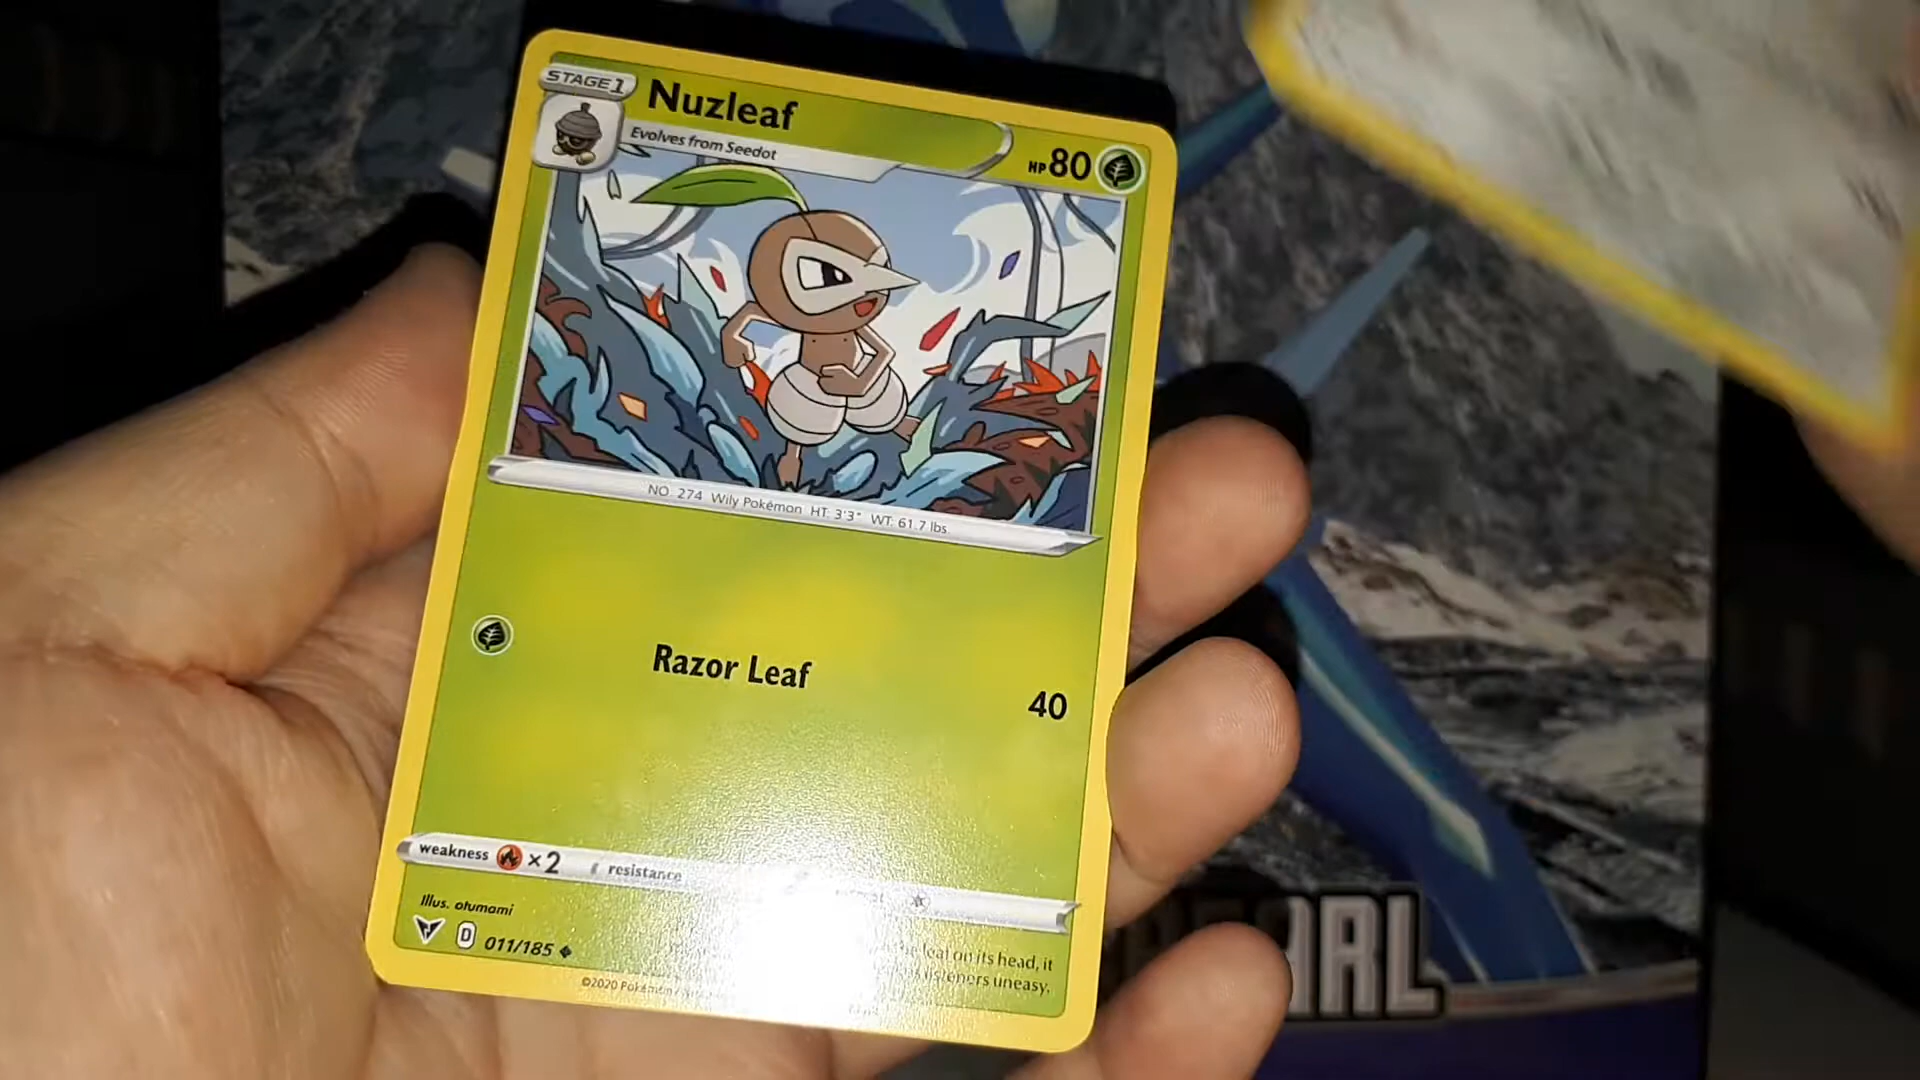 STAGE 1
Nuzleaf
Evolves from Seedot
HP 80
NO. 274 Wily Pokémon HT: 3'3" WT: 61.7 lbs.
Razor Leaf
40
weakness ×2 resistance
Illus. otumami
D 011/185
leaf on its head, it
listeners uneasy.
©2020 Pokémon
ARL